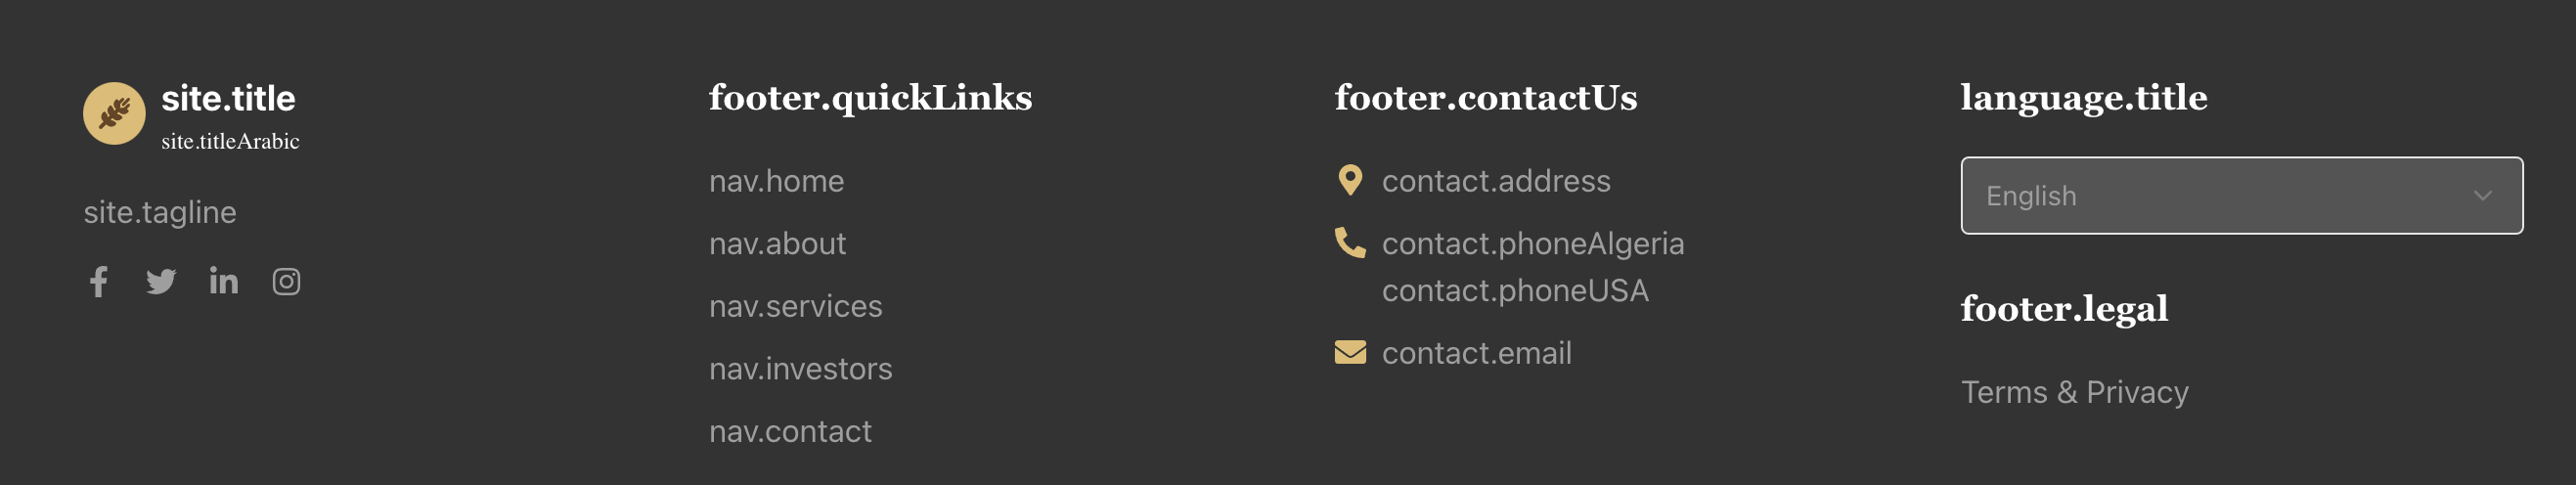 site.title
site.titleArabic
site.tagline
footer.quickLinks
nav.home
nav.about
nav.services
nav.investors
nav.contact
footer.contactUs
contact.address
contact.phoneAlgeria
contact.phoneUSA
contact.email
language.title
English
footer.legal
Terms & Privacy